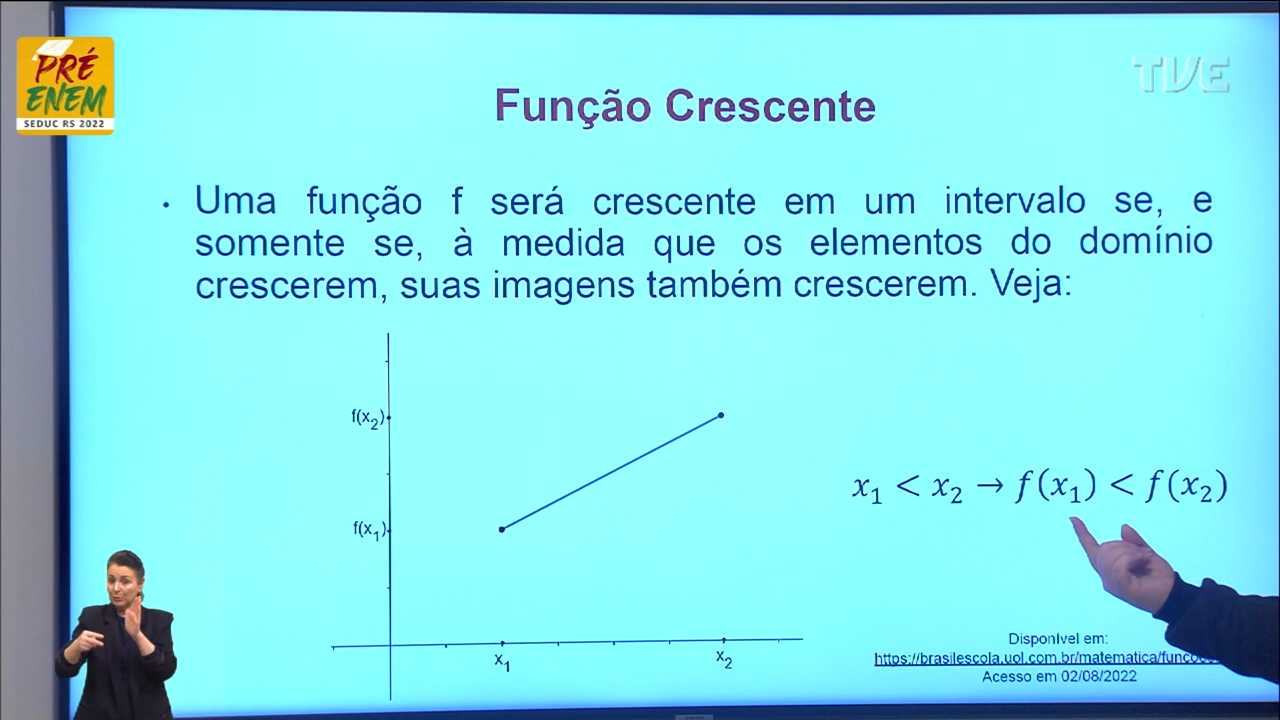 PRÉ
ENEM
SEDUC RS 2022
TVE
Função Crescente
• Uma função f será crescente em um intervalo se, e
somente se, à medida que os elementos do domínio
crescerem, suas imagens também crescerem. Veja:
f(x₂)
f(x₁)
x₁ < x₂ → f(x₁) < f(x₂)
x₁
x₂
Disponível em:
https://brasilescola.uol.com.br/matematica/funcoes
Acesso em 02/08/2022